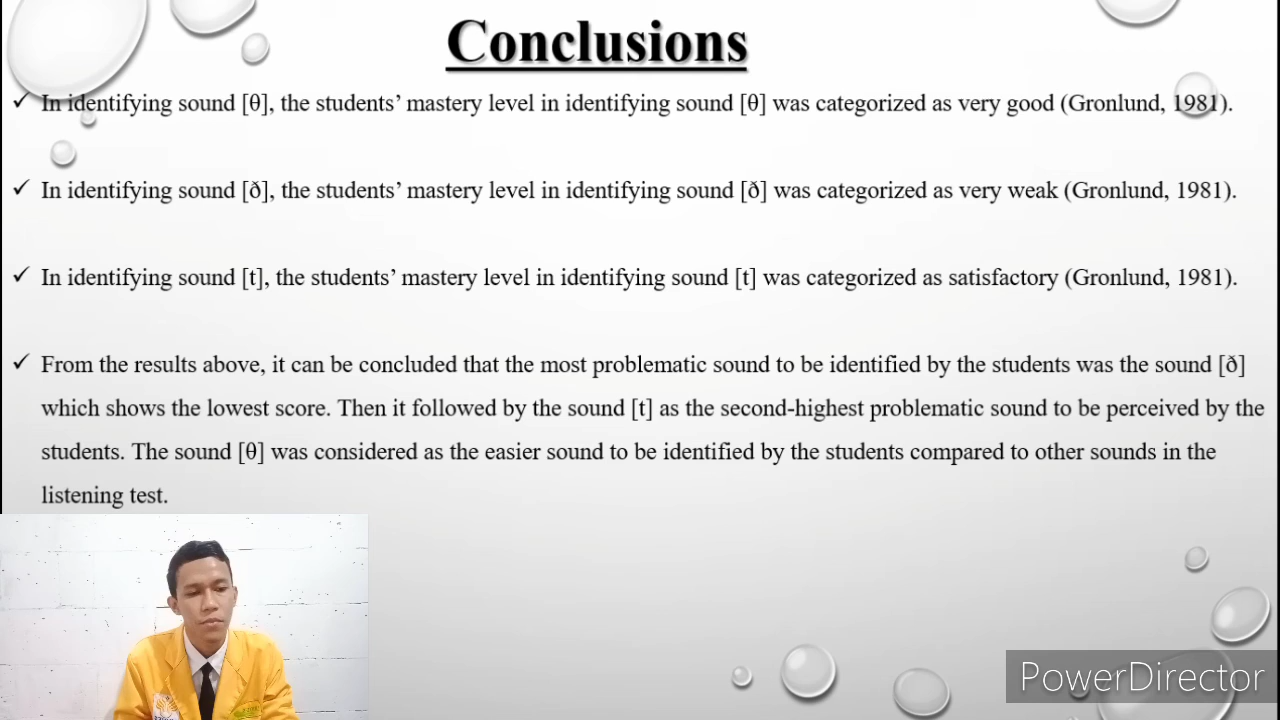 Conclusions
✓ In identifying sound [θ], the students’ mastery level in identifying sound [θ] was categorized as very good (Gronlund, 1981).
✓ In identifying sound [ð], the students’ mastery level in identifying sound [ð] was categorized as very weak (Gronlund, 1981).
✓ In identifying sound [t], the students’ mastery level in identifying sound [t] was categorized as satisfactory (Gronlund, 1981).
✓ From the results above, it can be concluded that the most problematic sound to be identified by the students was the sound [ð]
which shows the lowest score. Then it followed by the sound [t] as the second-highest problematic sound to be perceived by the
students. The sound [θ] was considered as the easier sound to be identified by the students compared to other sounds in the
listening test.
PowerDirector